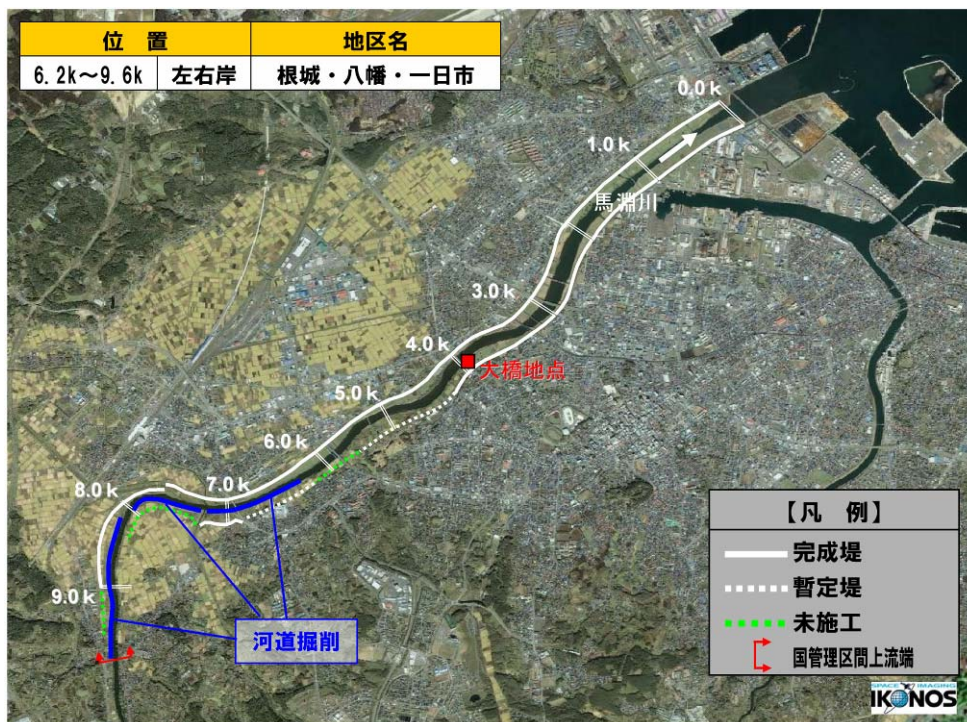 位 置
地区名
6.2k～9.6k
左右岸
根城・八幡・一日市
0.0k
1.0k
馬淵川
3.0k
4.0k
大橋地点
5.0k
6.0k
7.0k
8.0k
9.0k
河道掘削
【凡 例】
完成堤
暫定堤
未施工
国管理区間上流端
SPACE IMAGING
IKONOS